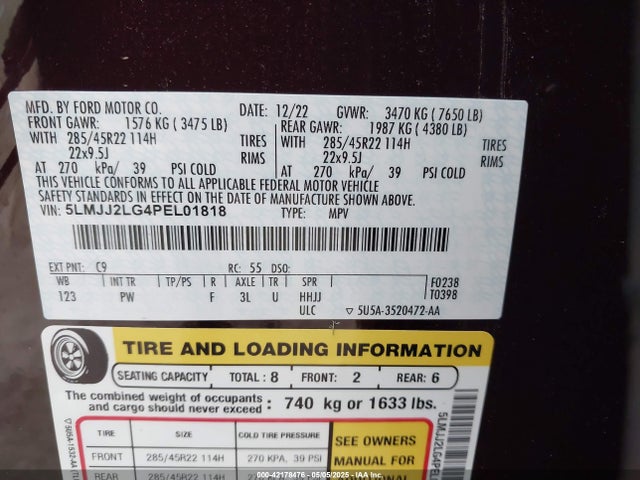 MFD. BY FORD MOTOR CO. DATE: 12/22 GVWR: 3470 KG ( 7650 LB)
FRONT GAWR: 1576 KG ( 3475 LB) REAR GAWR: 1987 KG ( 4380 LB)
WITH 285/45R22 114H TIRES WITH 285/45R22 114H TIRES
22x9.5J RIMS 22x9.5J RIMS
AT 270 kPa/ 39 PSI COLD AT 270 kPa/ 39 PSI COLD
THIS VEHICLE CONFORMS TO ALL APPLICABLE FEDERAL MOTOR VEHICLE
SAFETY STANDARDS IN EFFECT ON THE DATE OF MANUFACTURE SHOWN ABOVE.
VIN: 5LMJJ2LG4PEL01818 TYPE: MPV
EXT PNT: C9 RC: 55 DSO:
WB INT TR TP/PS R AXLE TR SPR F0238
123 PW F 3L U HHJJ T0398
ULC ▽ 5U5A-3520472-AA
TIRE AND LOADING INFORMATION
SEATING CAPACITY TOTAL : 8 FRONT: 2 REAR: 6
The combined weight of occupants
and cargo should never exceed : 740 kg or 1633 lbs.
TIRE SIZE COLD TIRE PRESSURE SEE OWNERS
FRONT 285/45R22 114H 270 KPA, 39 PSI MANUAL FOR
REAR 285/45R22 114H
000-42178476 - 05/05/2025 - IAA Inc.